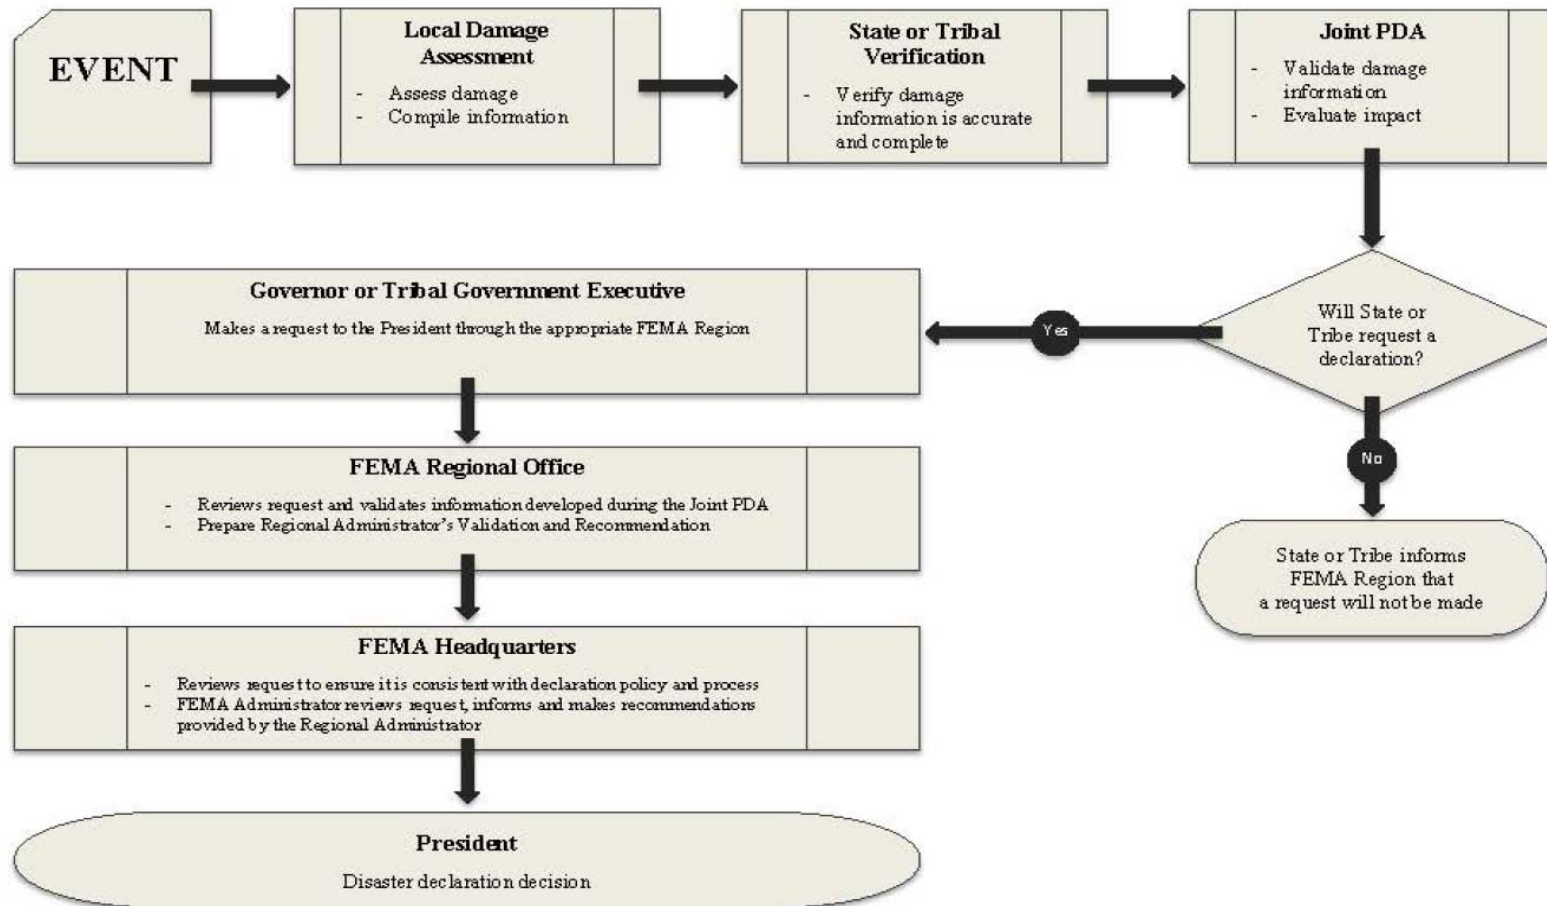 EVENT
Local Damage
Assessment
- Assess damage
- Compile information
State or Tribal
Verification
- Verify damage
information is accurate
and complete
Joint PDA
- Validate damage
information
- Evaluate impact
Will State or
Tribe request a
declaration?
Yes
No
State or Tribe informs
FEMA Region that
a request will not be made
Governor or Tribal Government Executive
Makes a request to the President through the appropriate FEMA Region
FEMA Regional Office
- Reviews request and validates information developed during the Joint PDA
- Prepare Regional Administrator's Validation and Recommendation
FEMA Headquarters
- Reviews request to ensure it is consistent with declaration policy and process
- FEMA Administrator reviews request, informs and makes recommendations
provided by the Regional Administrator
President
Disaster declaration decision